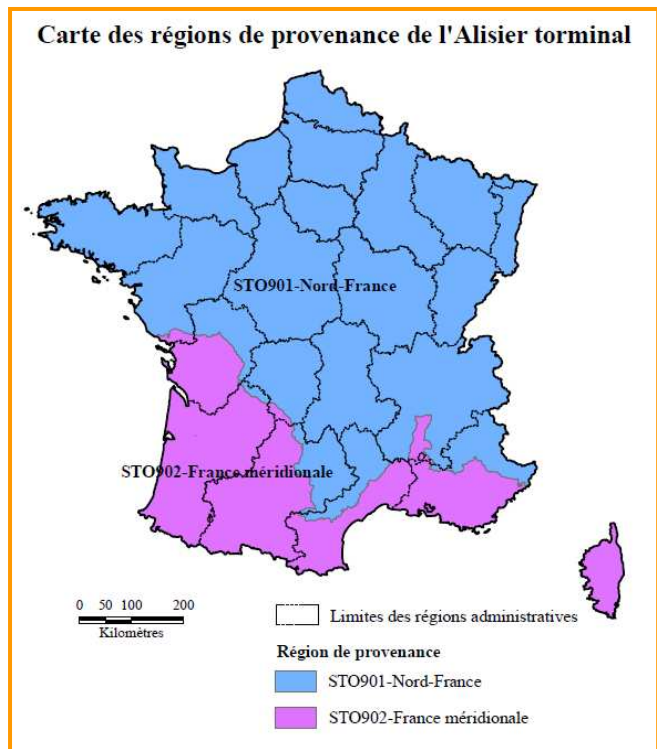 Carte des régions de provenance de l'Alisier torminal
STO901-Nord-France
STO902-France méridionale
0 50 100 200
Kilomètres
Limites des régions administratives
Région de provenance
STO901-Nord-France
STO902-France méridionale